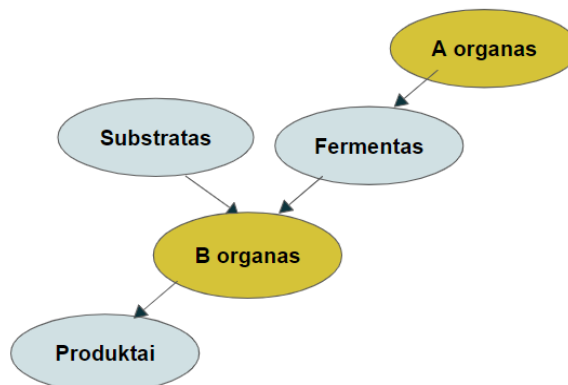 A organas
Substratas
Fermentas
B organas
Produktai